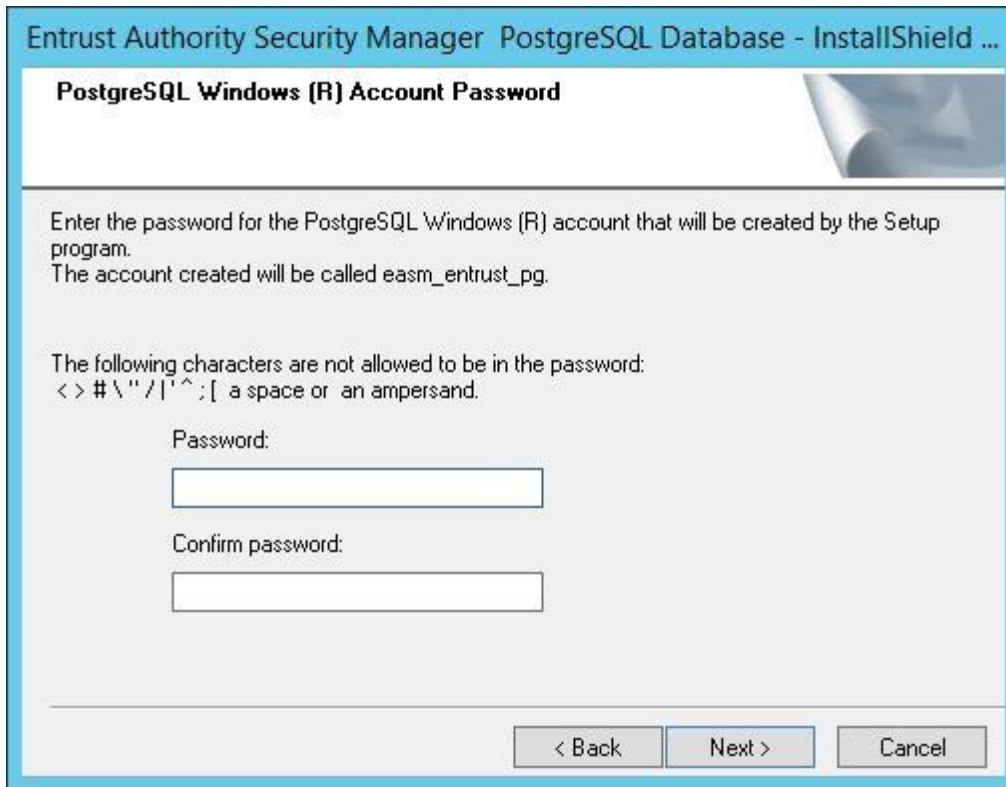 Entrust Authority Security Manager  PostgreSQL Database - InstallShield ...
PostgreSQL Windows (R) Account Password
Enter the password for the PostgreSQL Windows (R) account that will be created by the Setup
program.
The account created will be called easm_entrust_pg.
The following characters are not allowed to be in the password:
< > # \ " / | ' ^ ; [  a space or  an ampersand.
Password:
Confirm password:
< Back
Next >
Cancel